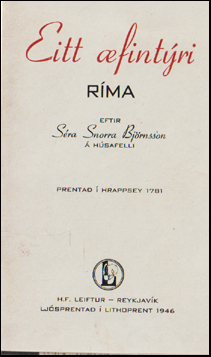 Eitt æfintýri
RÍMA
EFTIR
Séra Snorra Björnsson
Á HÚSAFELLI
PRENTAÐ Í HRAPPSEY 1781
L
H.F. LEIFTUR — REYKJAVÍK
LJÓSPRENTAÐ Í LITHOPRENT 1946